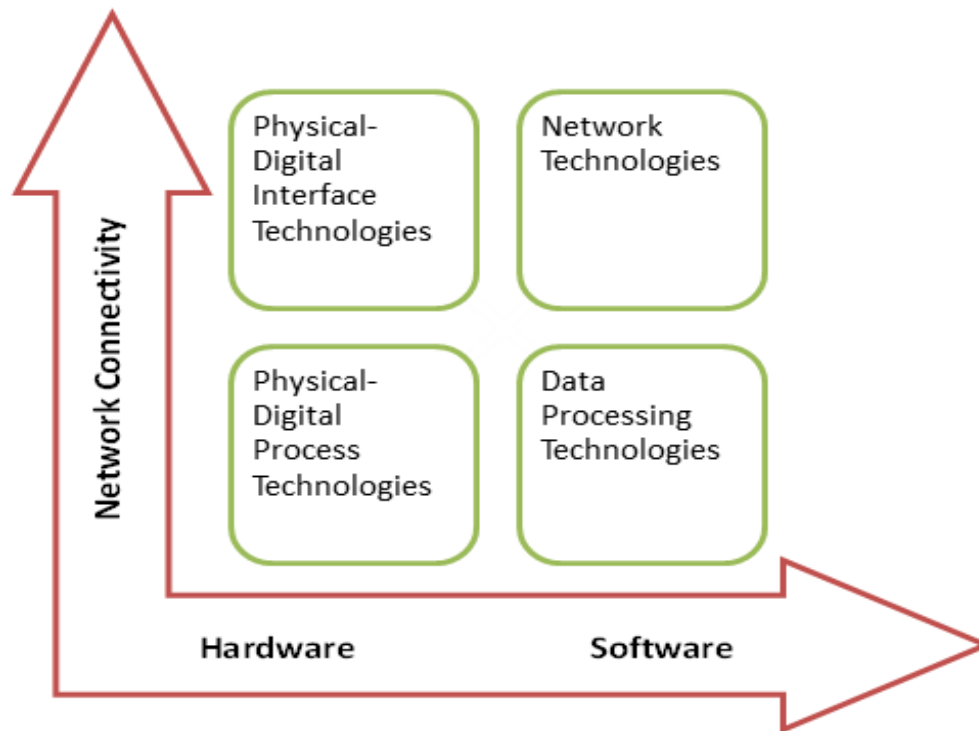 Physical-
Digital
Interface
Technologies
Network
Technologies
Network Connectivity
Physical-
Digital
Process
Technologies
Data
Processing
Technologies
Hardware
Software